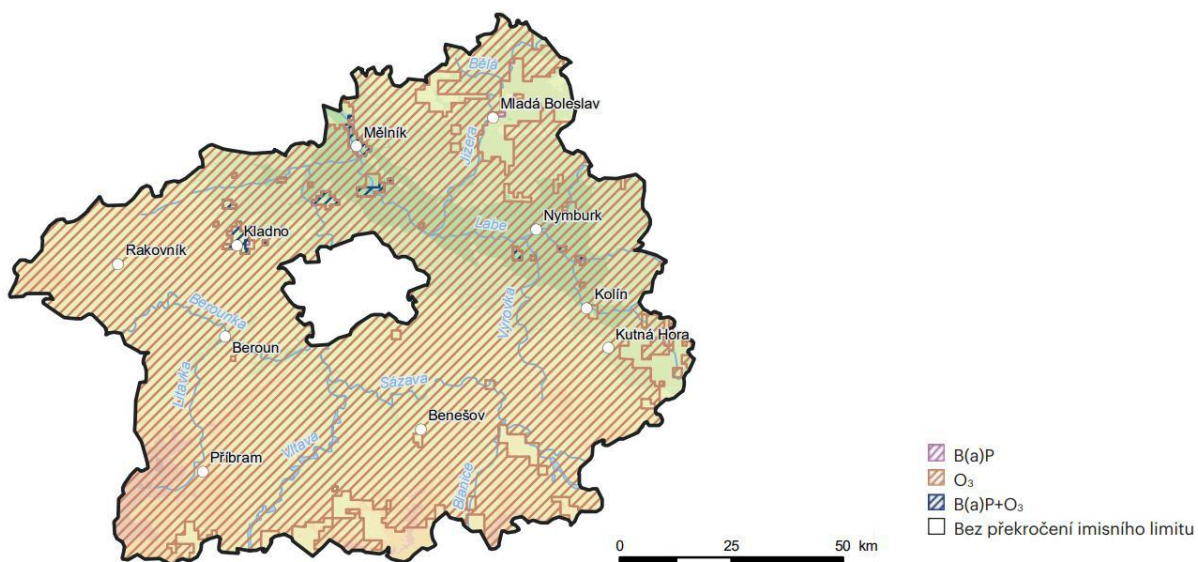 Bělá
Mladá Boleslav
Mělník
Jizera
Labe
Nymburk
Kladno
Rakovník
Kolín
Výrovka
Berounka
Kutná Hora
Beroun
Litavka
Sázava
Benešov
Vltava
Příbram
Blanice
B(a)P
O₃
B(a)P+O₃
Bez překročení imisního limitu
0 25 50 km